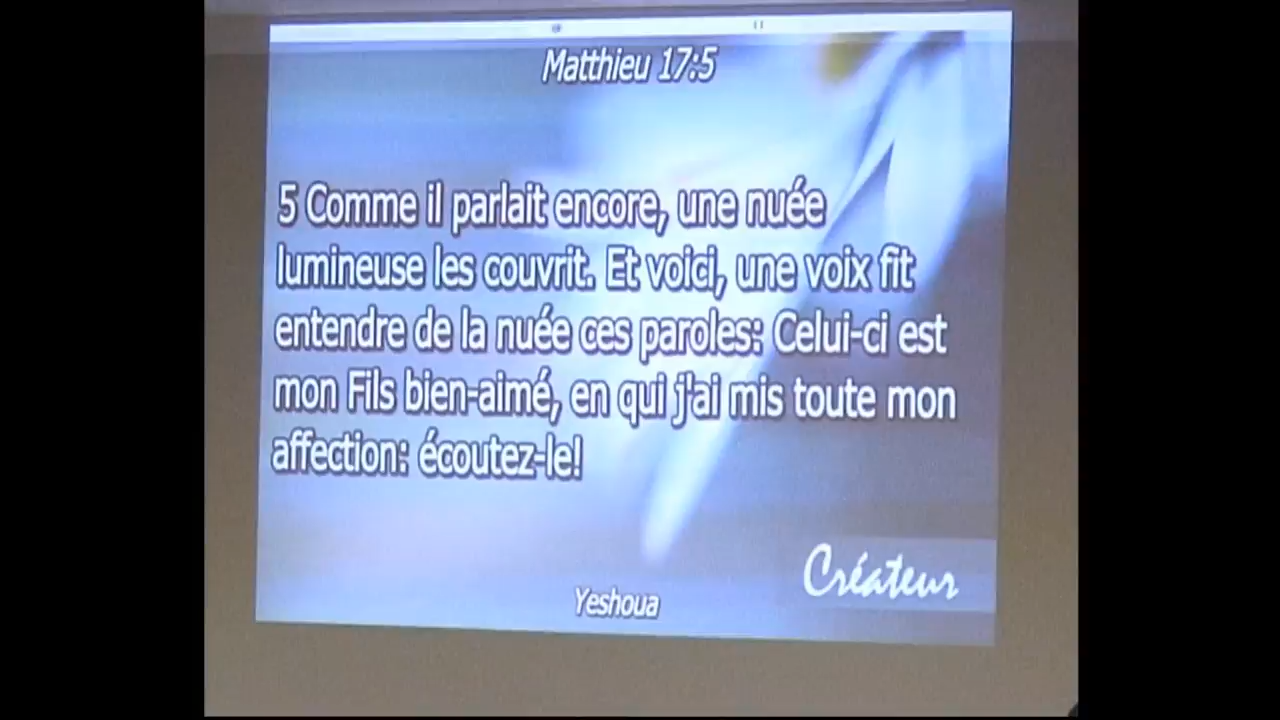 Matthieu 17:5
5 Comme il parlait encore, une nuée
lumineuse les couvrit. Et voici, une voix fit
entendre de la nuée ces paroles: Celui-ci est
mon Fils bien-aimé, en qui j'ai mis toute mon
affection: écoutez-le!
Créateur
Yeshoua